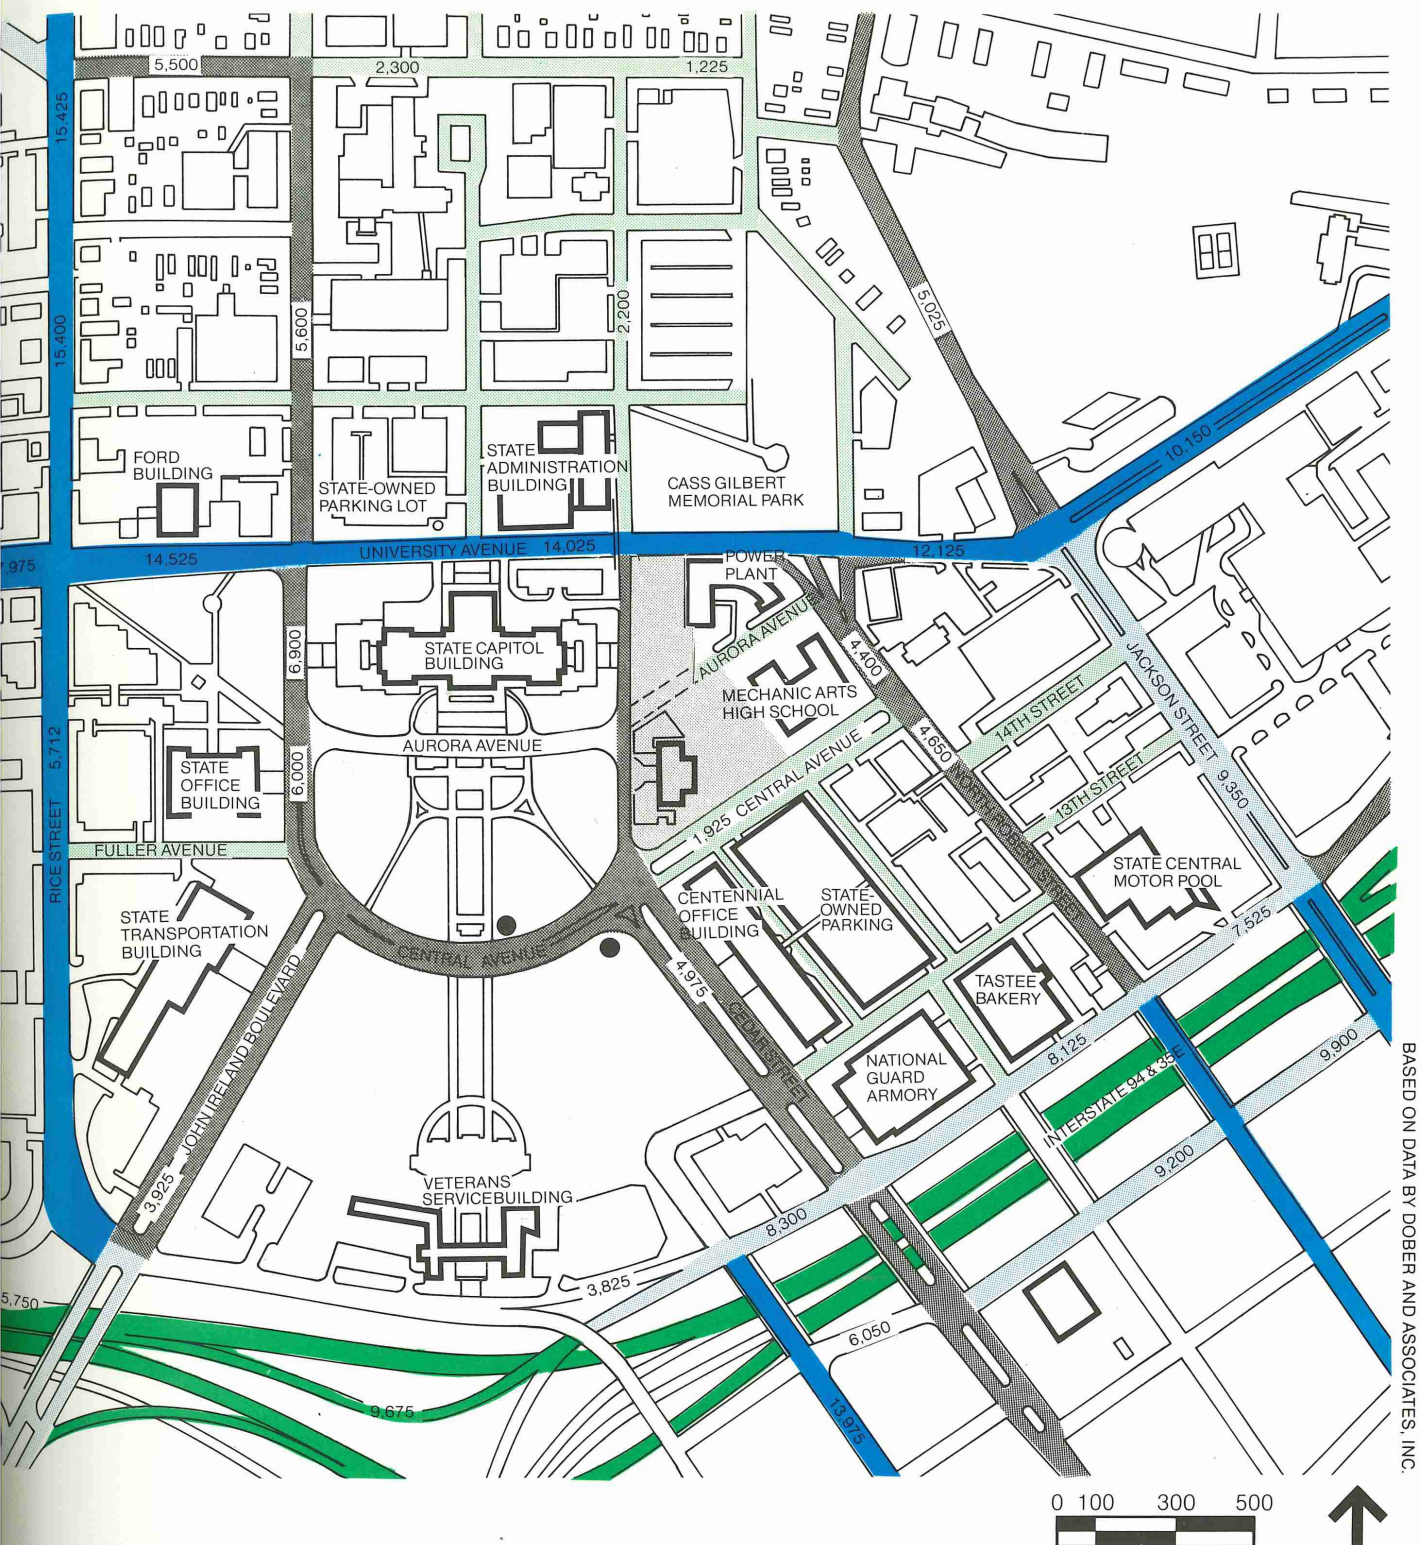 5,500
2,300
1,225
15,425
15,400
5,600
2,200
5,025
10,150
FORD
BUILDING
STATE-OWNED
PARKING LOT
STATE
ADMINISTRATION
BUILDING
CASS GILBERT
MEMORIAL PARK
7,975
14,525
UNIVERSITY AVENUE 14,025
12,125
POWER
PLANT
AURORA AVENUE
4,400
6,900
STATE CAPITOL
BUILDING
MECHANIC ARTS
HIGH SCHOOL
JACKSON STREET 9,350
14TH STREET
4,650 NORTH ROBERT STREET
13TH STREET
AURORA AVENUE
6,000
STATE
OFFICE
BUILDING
RICE STREET 5,712
1,925 CENTRAL AVENUE
FULLER AVENUE
STATE CENTRAL
MOTOR POOL
STATE
TRANSPORTATION
BUILDING
CENTENNIAL
OFFICE
BUILDING
STATE-
OWNED
PARKING
7,525
CENTRAL AVENUE
4,975 CEDAR STREET
TASTEE
BAKERY
3,925 JOHN IRELAND BOULEVARD
NATIONAL
GUARD
ARMORY
8,125
INTERSTATE 94 & 35E
9,900
9,200
VETERANS
SERVICE BUILDING
8,300
3,825
5,750
6,050
9,675
13,975
BASED ON DATA BY DOBER AND ASSOCIATES, INC.
0 100 300 500